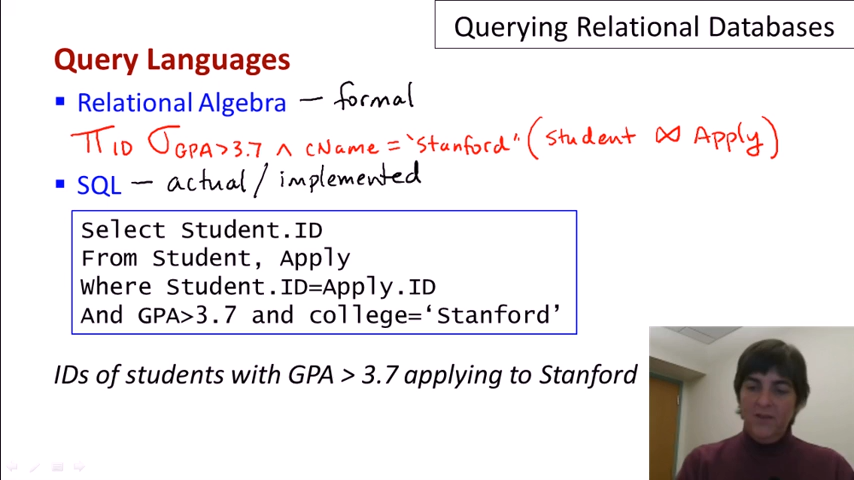 Querying Relational Databases
Query Languages
▪ Relational Algebra – formal
π ID σ GPA>3.7 ∧ cName = "Stanford" (Student ⋈ Apply)
▪ SQL – actual / implemented
Select Student.ID
From Student, Apply
Where Student.ID=Apply.ID
And GPA>3.7 and college=‘Stanford’
IDs of students with GPA > 3.7 applying to Stanford